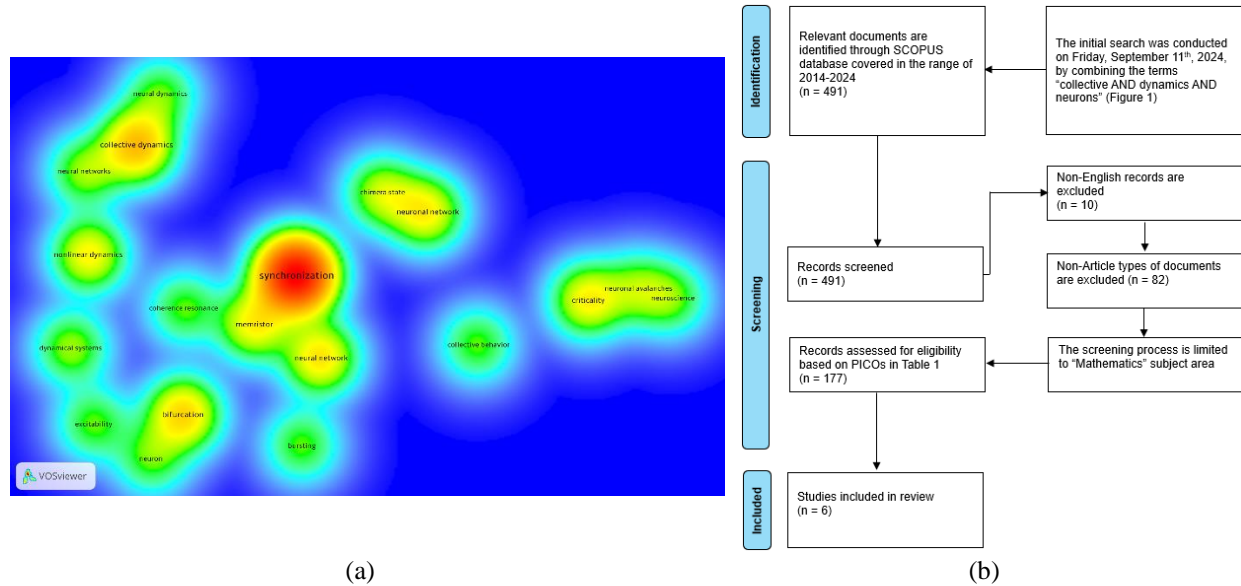 neural dynamics
collective dynamics
neural networks
chimera state
neuronal network
nonlinear dynamics
synchronization
neuronal avalanches
criticality
neuroscience
coherence resonance
memristor
dynamical systems
collective behavior
neural network
bifurcation
excitability
bursting
neuron
VOSviewer
(a)
Identification
Relevant documents are
identified through SCOPUS
database covered in the range of
2014-2024
(n = 491)
The initial search was conducted
on Friday, September 11th, 2024,
by combining the terms
“collective AND dynamics AND
neurons” (Figure 1)
Screening
Non-English records are
excluded
(n = 10)
Records screened
(n = 491)
Non-Article types of documents
are excluded (n = 82)
Records assessed for eligibility
based on PICOs in Table 1
(n = 177)
The screening process is limited
to “Mathematics” subject area
Included
Studies included in review
(n = 6)
(b)